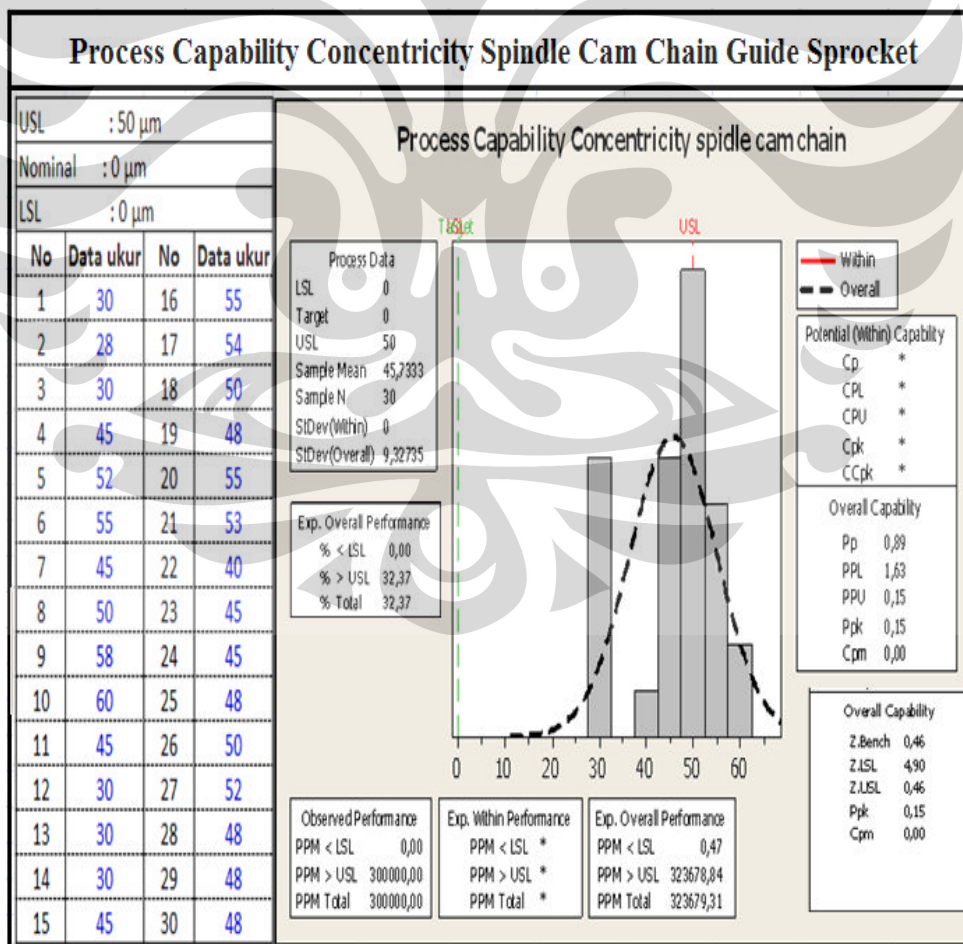 Process Capability Concentricity Spindle Cam Chain Guide Sprocket
USL : 50 µm
Nominal : 0 µm
LSL : 0 µm
No Data ukur No Data ukur
1 30 16 55
2 28 17 54
3 30 18 50
4 45 19 48
5 52 20 55
6 55 21 53
7 45 22 40
8 50 23 45
9 58 24 45
10 60 25 48
11 45 26 50
12 30 27 52
13 30 28 48
14 30 29 48
15 45 30 48
Process Capability Concentricity spidle cam chain
Target LSL USL
Process Data
LSL 0
Target 0
USL 50
Sample Mean 45,7333
Sample N 30
StDev(Within) 0
StDev(Overall) 9,32735
Exp. Overall Performance
% < LSL 0,00
% > USL 32,37
% Total 32,37
0 10 20 30 40 50 60
Within
Overall
Potential (Within) Capability
Cp *
CPL *
CPU *
Cpk *
CCpk *
Overall Capability
Pp 0,89
PPL 1,63
PPU 0,15
Ppk 0,15
Cpm 0,00
Overall Capability
Z.Bench 0,46
Z.LSL 4,90
Z.USL 0,46
Ppk 0,15
Cpm 0,00
Observed Performance
PPM < LSL 0,00
PPM > USL 300000,00
PPM Total 300000,00
Exp. Within Performance
PPM < LSL *
PPM > USL *
PPM Total *
Exp. Overall Performance
PPM < LSL 0,47
PPM > USL 323678,84
PPM Total 323679,31